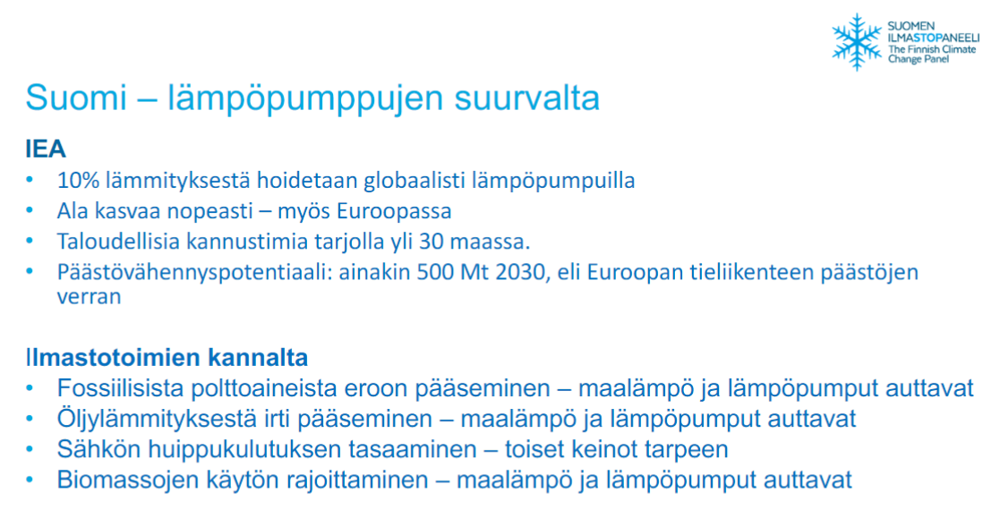 SUOMEN
ILMASTOPANEELI
The Finnish Climate
Change Panel
Suomi – lämpöpumppujen suurvalta
IEA
• 10% lämmityksestä hoidetaan globaalisti lämpöpumpuilla
• Ala kasvaa nopeasti – myös Euroopassa
• Taloudellisia kannustimia tarjolla yli 30 maassa.
• Päästövähennyspotentiaali: ainakin 500 Mt 2030, eli Euroopan tieliikenteen päästöjen
verran
IIlmastotoimien kannalta
• Fossiilisista polttoaineista eroon pääseminen – maalämpö ja lämpöpumput auttavat
• Öljylämmityksestä irti pääseminen – maalämpö ja lämpöpumput auttavat
• Sähkön huippukulutuksen tasaaminen – toiset keinot tarpeen
• Biomassojen käytön rajoittaminen – maalämpö ja lämpöpumput auttavat